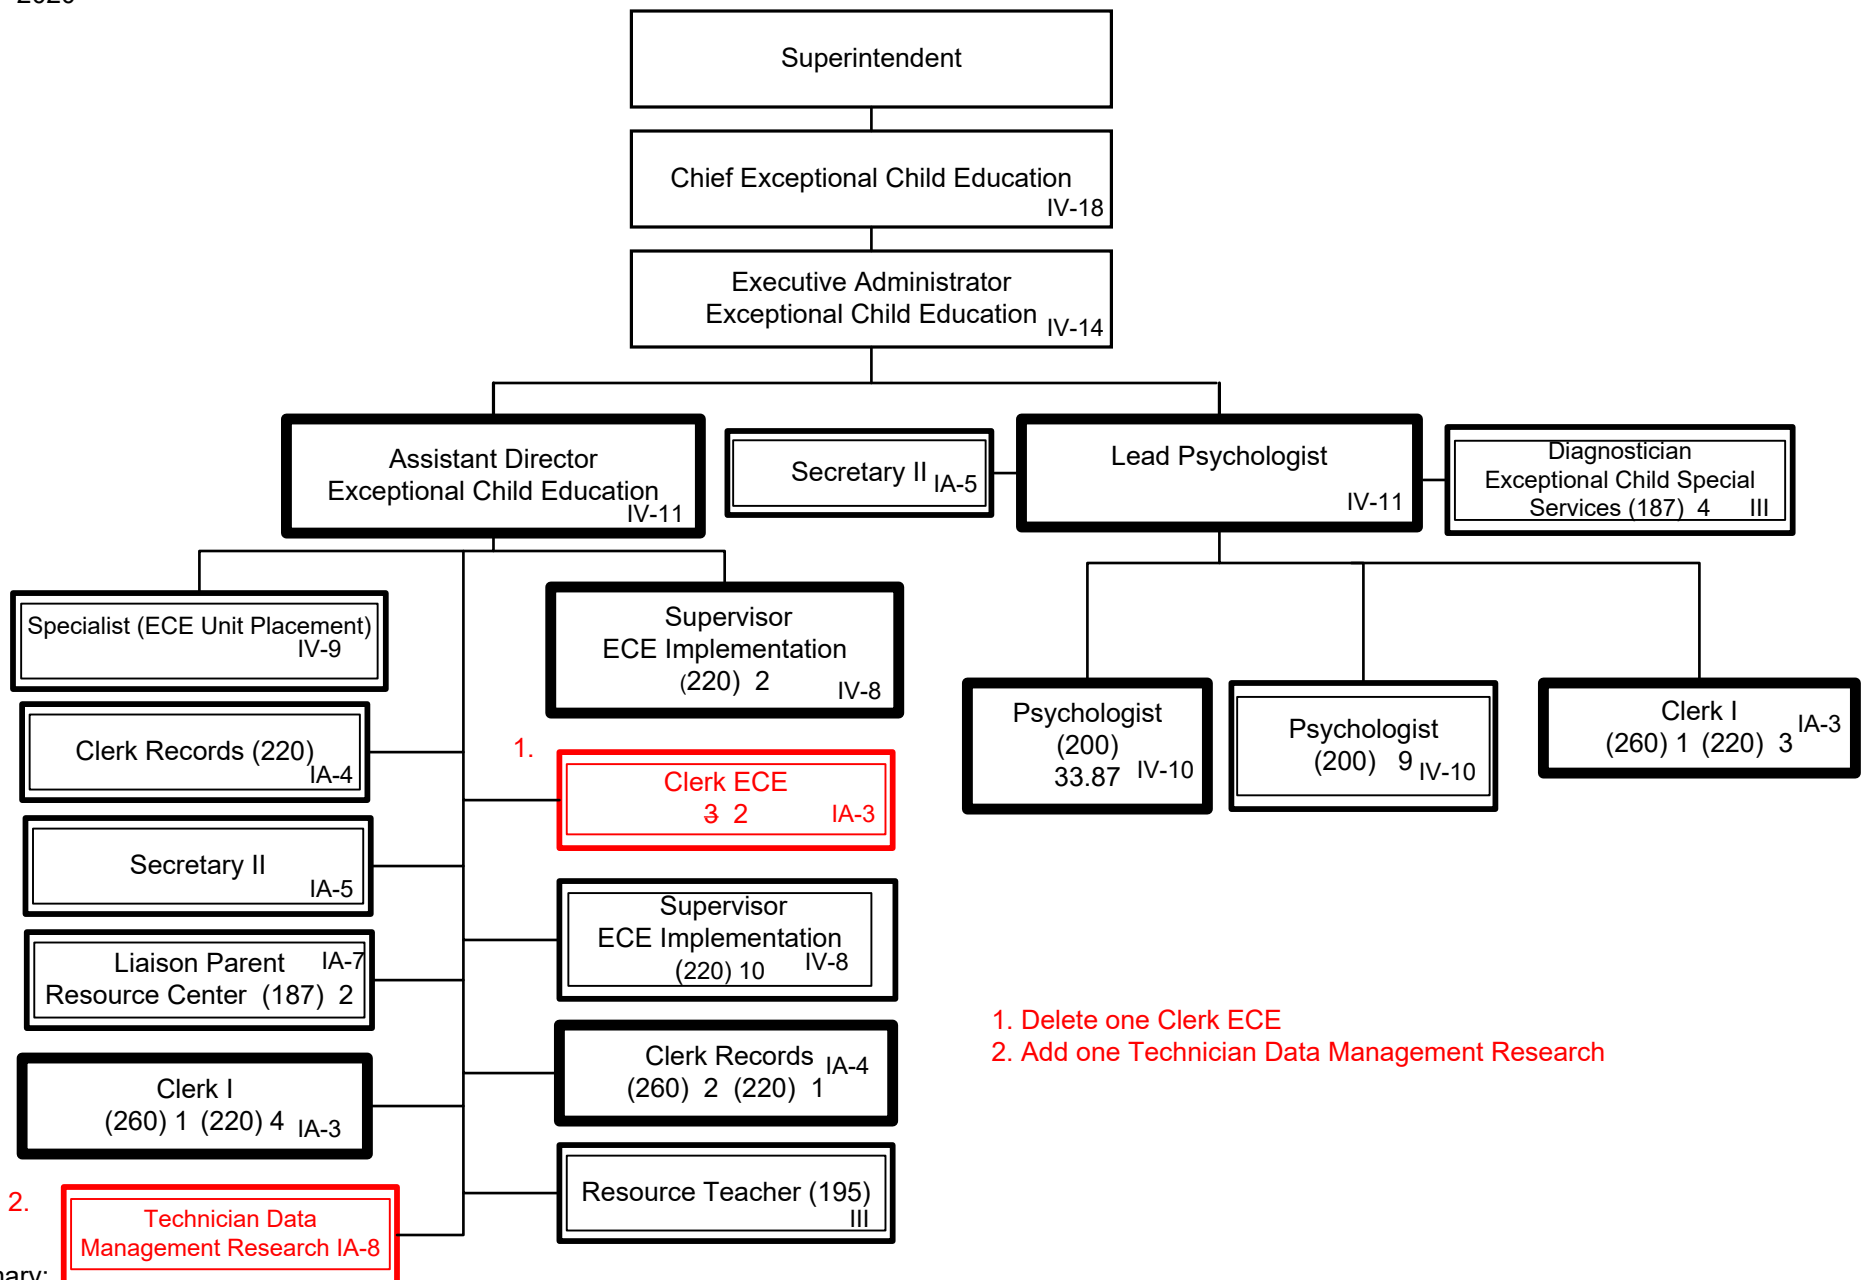 Superintendent
Chief Exceptional Child Education
IV-18
Executive Administrator
Exceptional Child Education
IV-14
Assistant Director
Exceptional Child Education
IV-11
Secretary II
IA-5
Lead Psychologist
IV-11
Diagnostician
Exceptional Child Special
Services (187) 4 III
Specialist (ECE Unit Placement)
IV-9
Supervisor
ECE Implementation
(220) 2
IV-8
Psychologist
(200)
33.87
IV-10
Psychologist
(200) 9
IV-10
Clerk I
(260) 1 (220) 3
IA-3
Clerk Records (220)
IA-4
1.
Clerk ECE
3 2
IA-3
Secretary II
IA-5
Supervisor
ECE Implementation
(220) 10
IV-8
Liaison Parent
Resource Center (187) 2
IA-7
Clerk Records
(260) 2 (220) 1
IA-4
1. Delete one Clerk ECE
2. Add one Technician Data Management Research
Clerk I
(260) 1 (220) 4
IA-3
Resource Teacher (195)
III
2.
Technician Data
Management Research IA-8